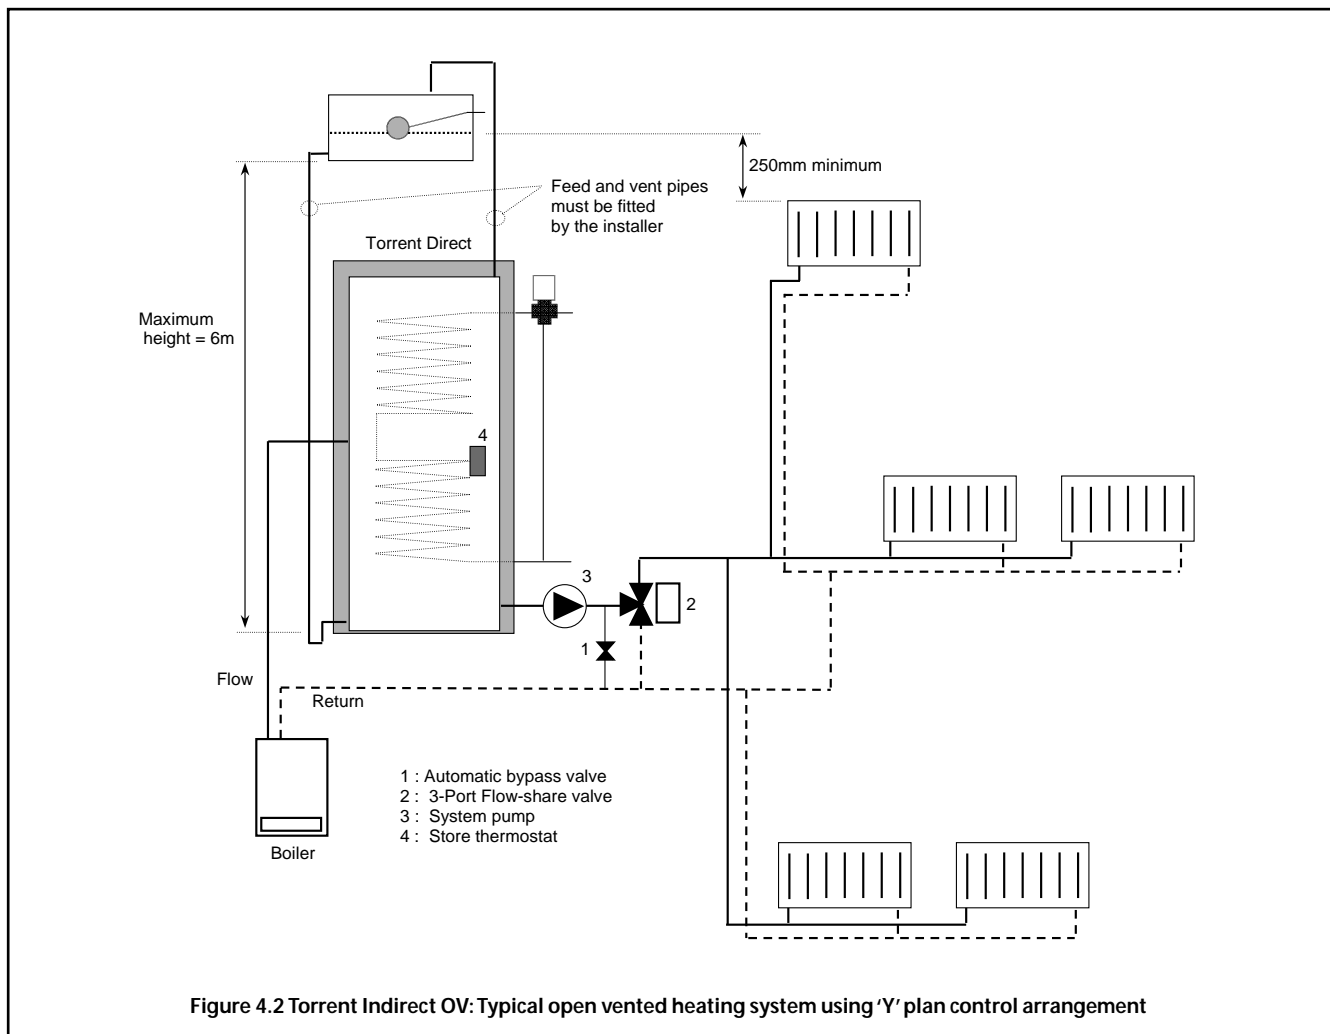 250mm minimum
Feed and vent pipes
must be fitted
by the installer
Torrent Direct
Maximum
height = 6m
4
3
2
1
Flow
Return
1 : Automatic bypass valve
2 : 3-Port Flow-share valve
3 : System pump
4 : Store thermostat
Boiler
Figure 4.2 Torrent Indirect OV: Typical open vented heating system using ‘Y’ plan control arrangement